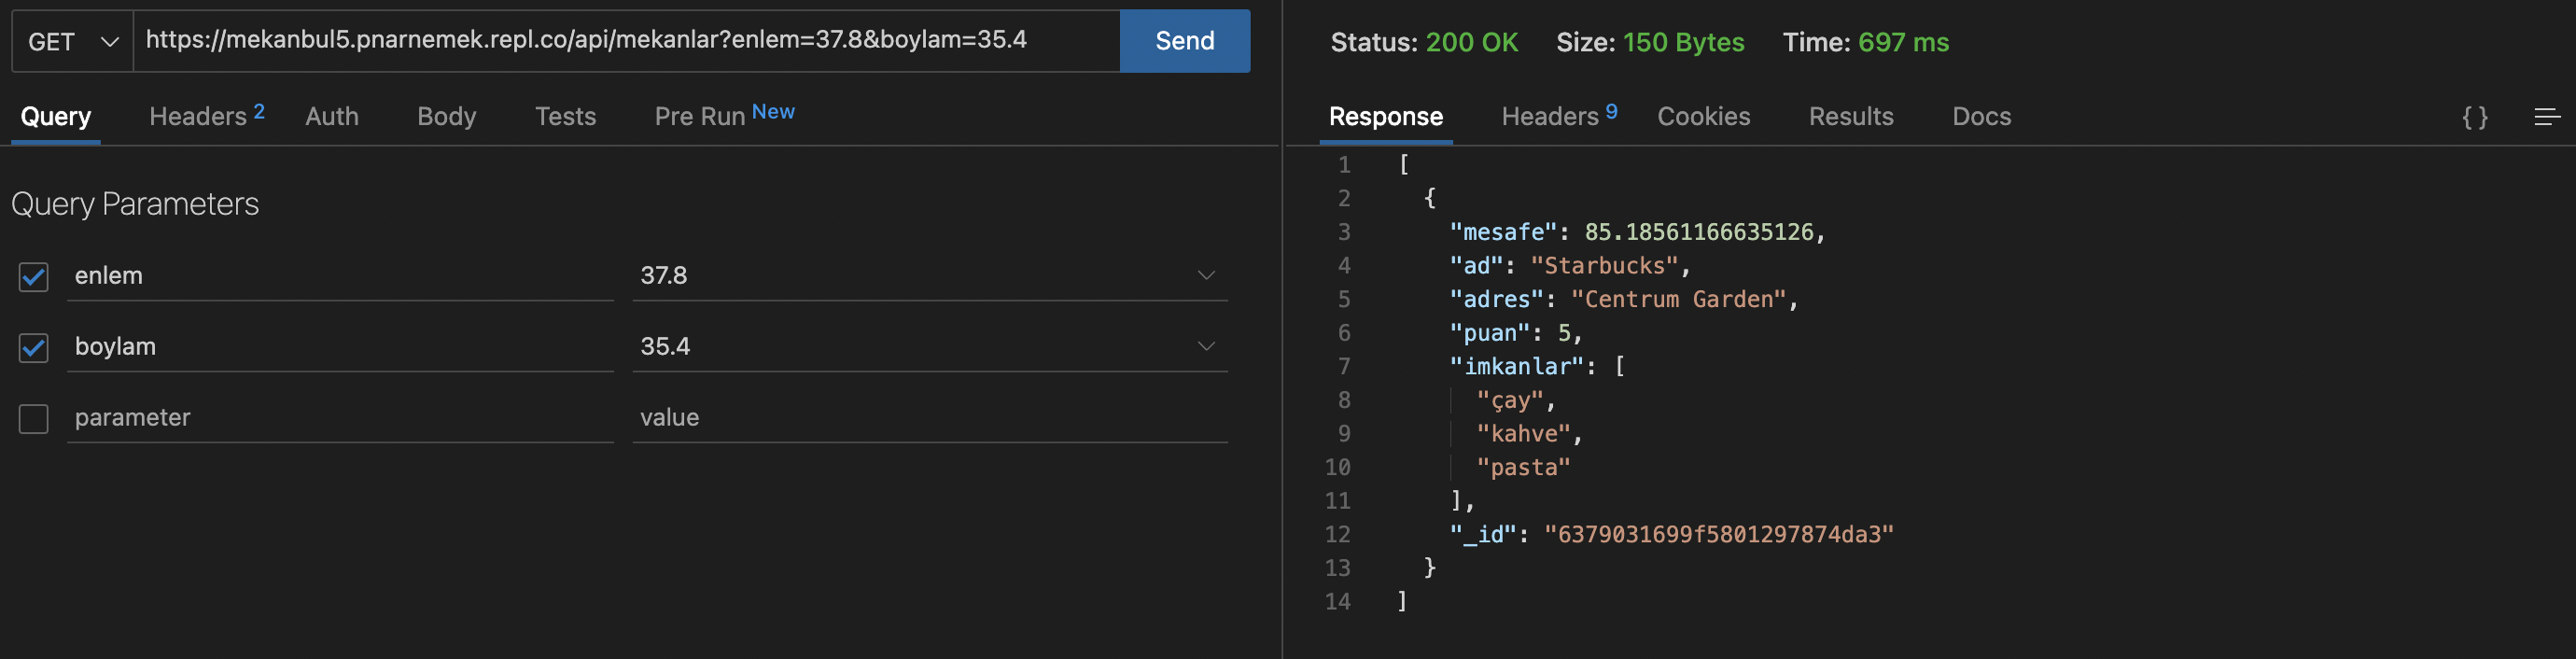 GET
https://mekanbul5.pnarnemek.repl.co/api/mekanlar?enlem=37.8&boylam=35.4
Send
Query
Headers 2
Auth
Body
Tests
Pre Run New
Query Parameters
enlem 37.8
boylam 35.4
parameter value
Status: 200 OK Size: 150 Bytes Time: 697 ms
Response
Headers 9
Cookies
Results
Docs
{ }
1 [
2 {
3 "mesafe": 85.18561166635126,
4 "ad": "Starbucks",
5 "adres": "Centrum Garden",
6 "puan": 5,
7 "imkanlar": [
8 "çay",
9 "kahve",
10 "pasta"
11 ],
12 "_id": "6379031699f5801297874da3"
13 }
14 ]